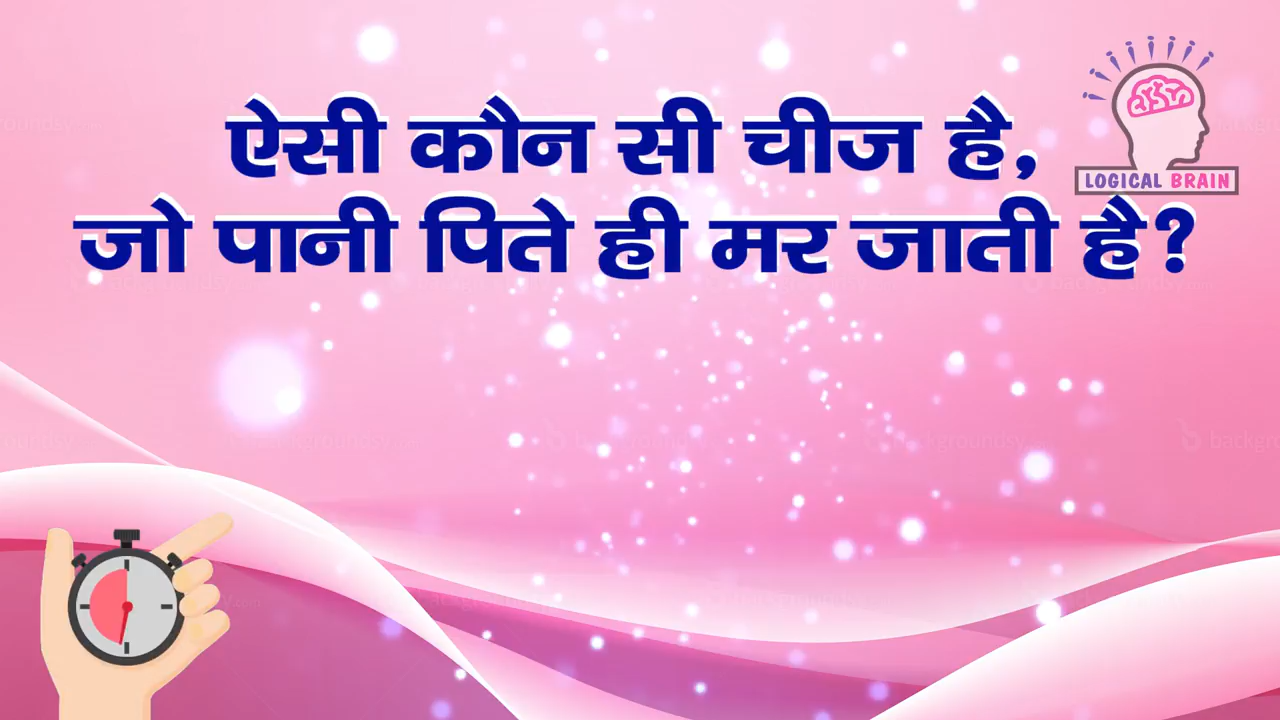 ऐसी कौन सी चीज है,
LOGICAL BRAIN
जो पानी पिते ही मर जाती है?